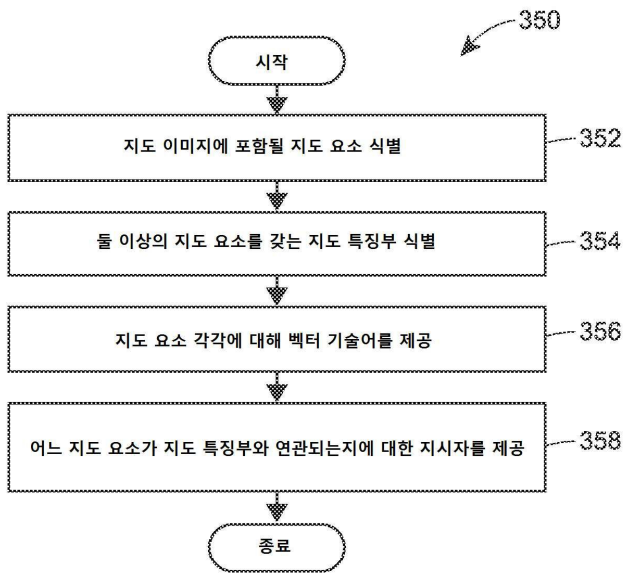 350
시작
지도 이미지에 포함될 지도 요소 식별
352
둘 이상의 지도 요소를 갖는 지도 특징부 식별
354
지도 요소 각각에 대해 벡터 기술어를 제공
356
어느 지도 요소가 지도 특징부와 연관되는지에 대한 지시자를 제공
358
종료